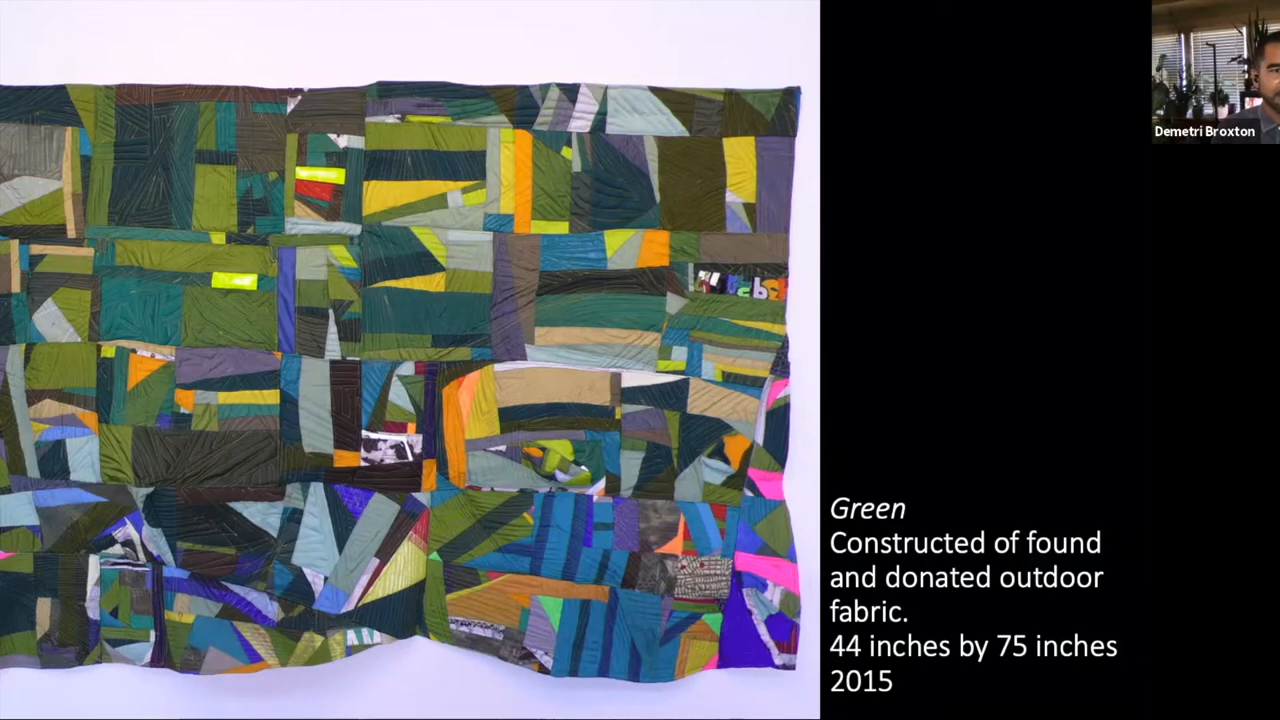 Demetri Broxton
Green
Constructed of found
and donated outdoor
fabric.
44 inches by 75 inches
2015